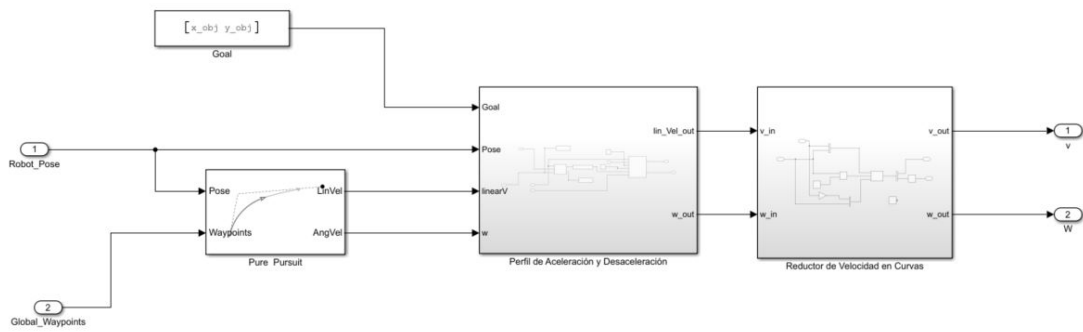 [x_obj y_obj]
Goal
1
Robot_Pose
2
Global_Waypoints
Pose
Waypoints
LinVel
AngVel
Pure Pursuit
Goal
Pose
linearV
w
lin_Vel_out
w_out
Perfil de Aceleración y Desaceleración
v_in
w_in
v_out
w_out
Reductor de Velocidad en Curvas
1
v
2
W